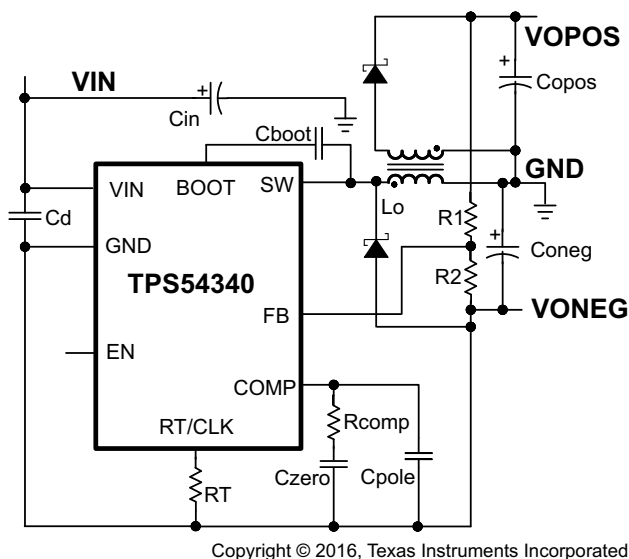 VOPOS
VIN
+
Copos
+
Cin
Cboot
GND
VIN
BOOT
SW
Lo
R1
+
Cd
GND
Coneg
TPS54340
R2
FB
VONEG
EN
COMP
RT/CLK
Rcomp
Czero
Cpole
RT
Copyright © 2016, Texas Instruments Incorporated